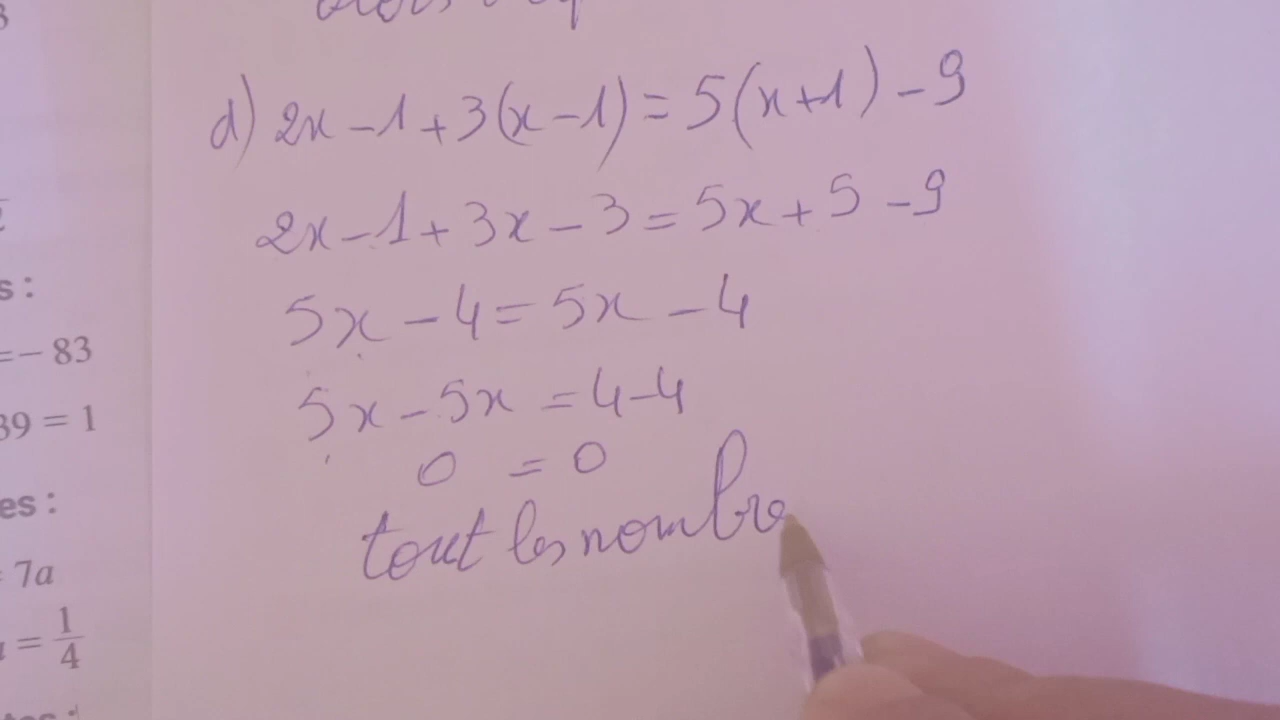 d) 2x - 1 + 3(x - 1) = 5(x + 1) - 9
2x - 1 + 3x - 3 = 5x + 5 - 9
5x - 4 = 5x - 4
5x - 5x = 4 - 4
0 = 0
tout les nombre
s :
= - 83
39 = 1
es :
= 7a
= 1/4